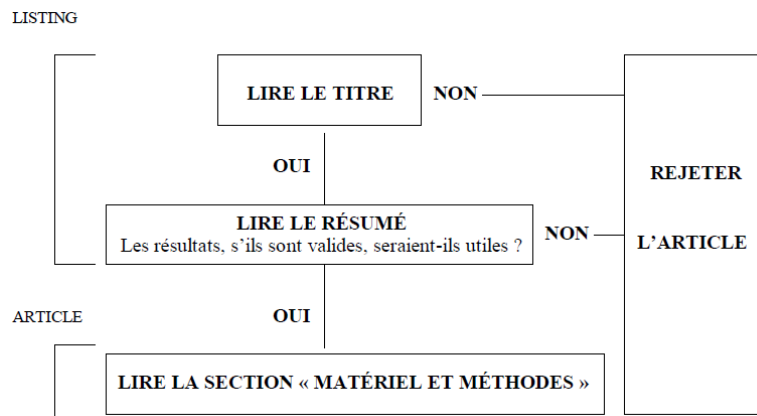 LISTING
LIRE LE TITRE
NON
OUI
REJETER
LIRE LE RÉSUMÉ
Les résultats, s’ils sont valides, seraient-ils utiles ?
NON
L’ARTICLE
ARTICLE
OUI
LIRE LA SECTION « MATÉRIEL ET MÉTHODES »